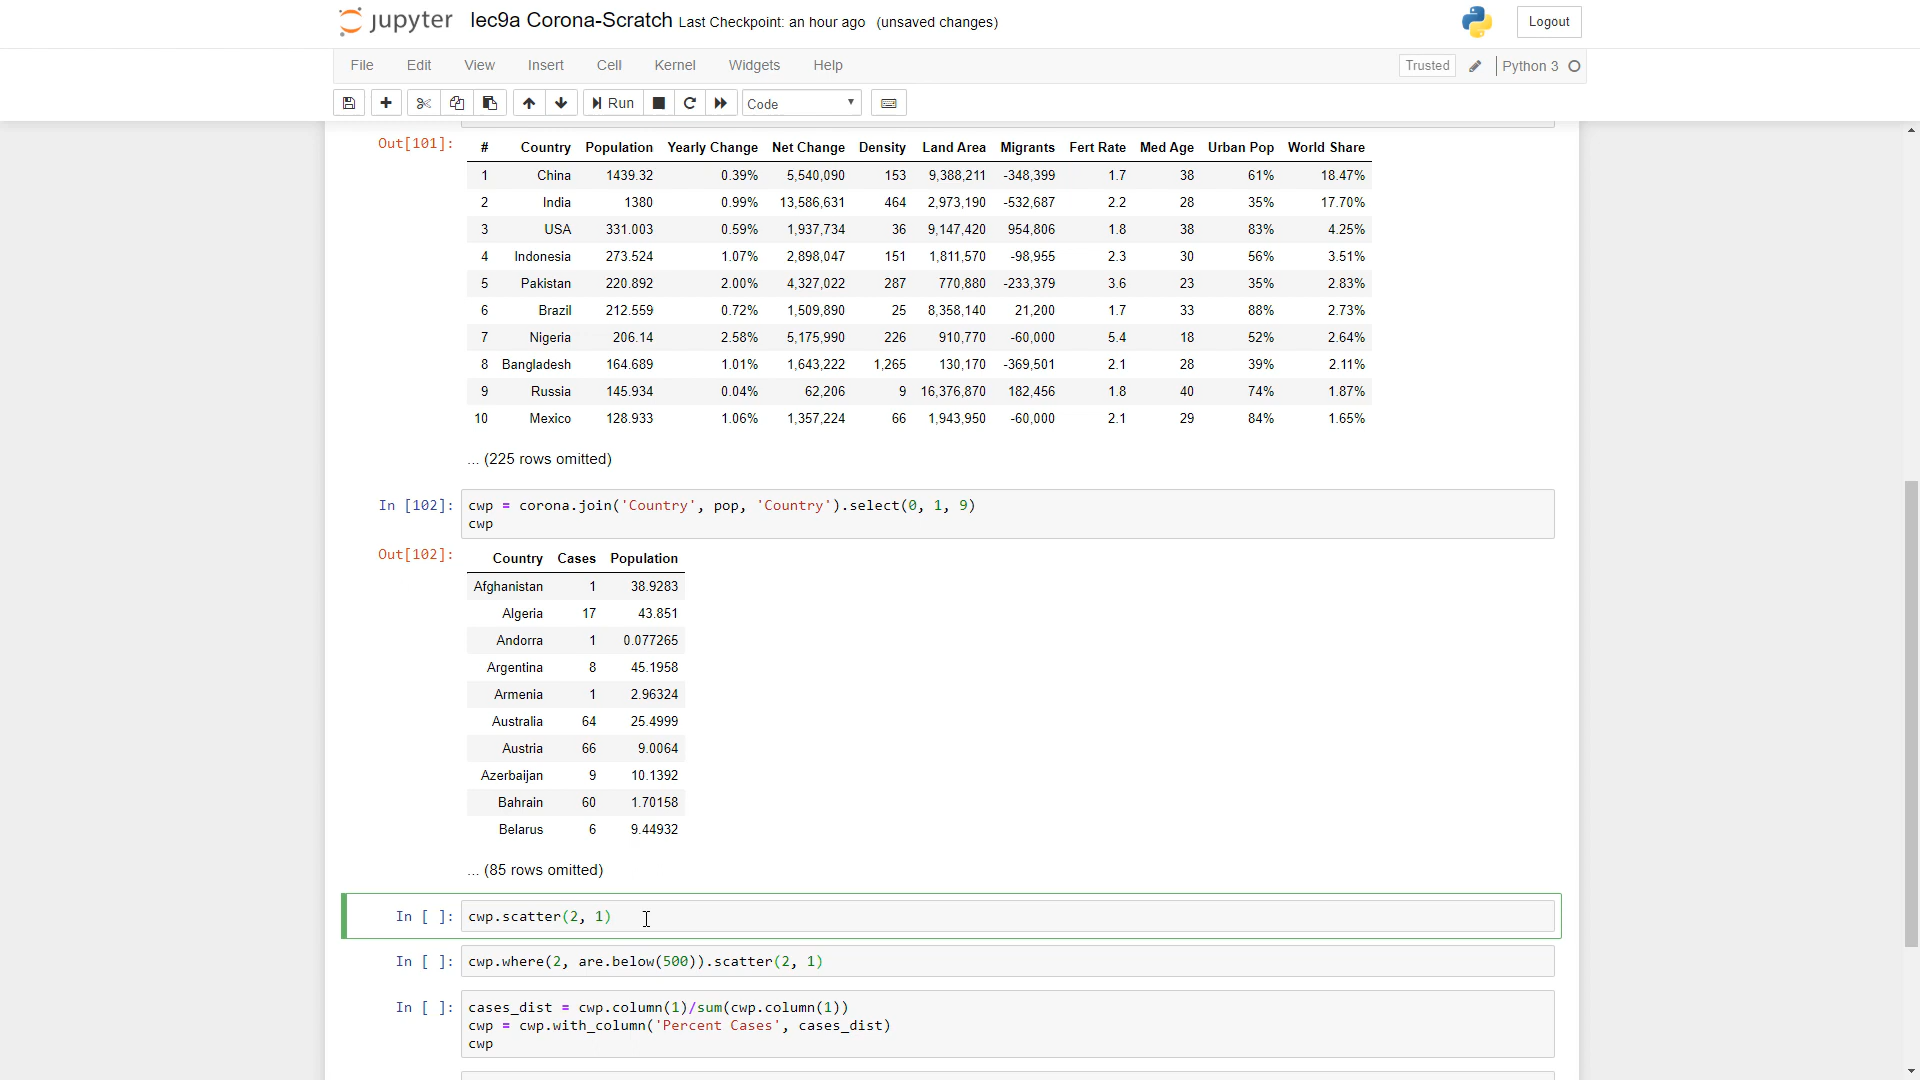 jupyter lec9a Corona-Scratch Last Checkpoint: an hour ago (unsaved changes) Logout
File Edit View Insert Cell Kernel Widgets Help Trusted Python 3
Run Code
Out[101]: # Country Population Yearly Change Net Change Density Land Area Migrants Fert Rate Med Age Urban Pop World Share
1 China 1439.32 0.39% 5,540,090 153 9,388,211 -348,399 1.7 38 61% 18.47%
2 India 1380 0.99% 13,586,631 464 2,973,190 -532,687 2.2 28 35% 17.70%
3 USA 331.003 0.59% 1,937,734 36 9,147,420 954,806 1.8 38 83% 4.25%
4 Indonesia 273.524 1.07% 2,898,047 151 1,811,570 -98,955 2.3 30 56% 3.51%
5 Pakistan 220.892 2.00% 4,327,022 287 770,880 -233,379 3.6 23 35% 2.83%
6 Brazil 212.559 0.72% 1,509,890 25 8,358,140 21,200 1.7 33 88% 2.73%
7 Nigeria 206.14 2.58% 5,175,990 226 910,770 -60,000 5.4 18 52% 2.64%
8 Bangladesh 164.689 1.01% 1,643,222 1,265 130,170 -369,501 2.1 28 39% 2.11%
9 Russia 145.934 0.04% 62,206 9 16,376,870 182,456 1.8 40 74% 1.87%
10 Mexico 128.933 1.06% 1,357,224 66 1,943,950 -60,000 2.1 29 84% 1.65%
... (225 rows omitted)
In [102]: cwp = corona.join('Country', pop, 'Country').select(0, 1, 9)
cwp
Out[102]: Country Cases Population
Afghanistan 1 38.9283
Algeria 17 43.851
Andorra 1 0.077265
Argentina 8 45.1958
Armenia 1 2.96324
Australia 64 25.4999
Austria 66 9.0064
Azerbaijan 9 10.1392
Bahrain 60 1.70158
Belarus 6 9.44932
... (85 rows omitted)
In [ ]: cwp.scatter(2, 1)
In [ ]: cwp.where(2, are.below(500)).scatter(2, 1)
In [ ]: cases_dist = cwp.column(1)/sum(cwp.column(1))
cwp = cwp.with_column('Percent Cases', cases_dist)
cwp